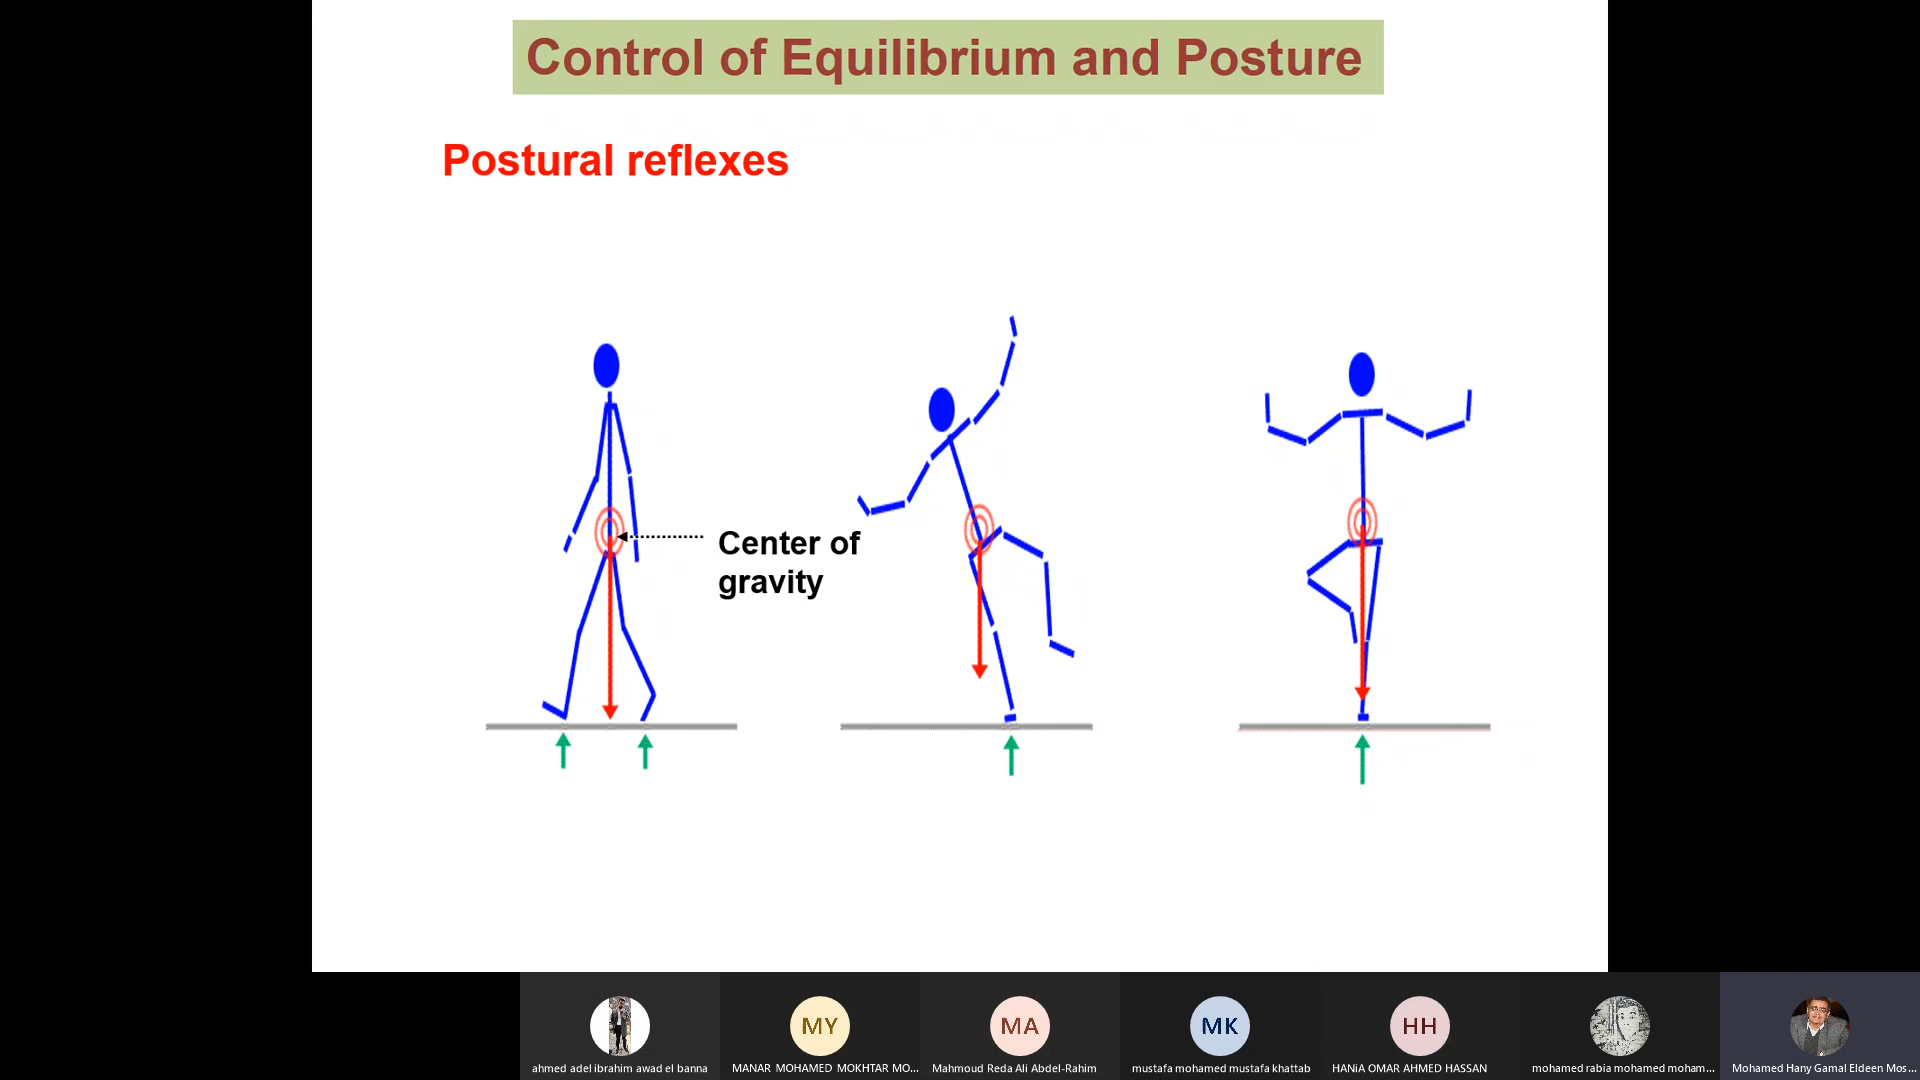 Control of Equilibrium and Posture
Postural reflexes
Center of
gravity
MY
MA
MK
HH
ahmed adel ibrahim awad el banna
MANAR MOHAMED MOKHTAR MO...
Mahmoud Reda Ali Abdel-Rahim
mustafa mohamed mustafa khattab
HANiA OMAR AHMED HASSAN
mohamed rabia mohamed moham...
Mohamed Hany Gamal Eldeen Mos...